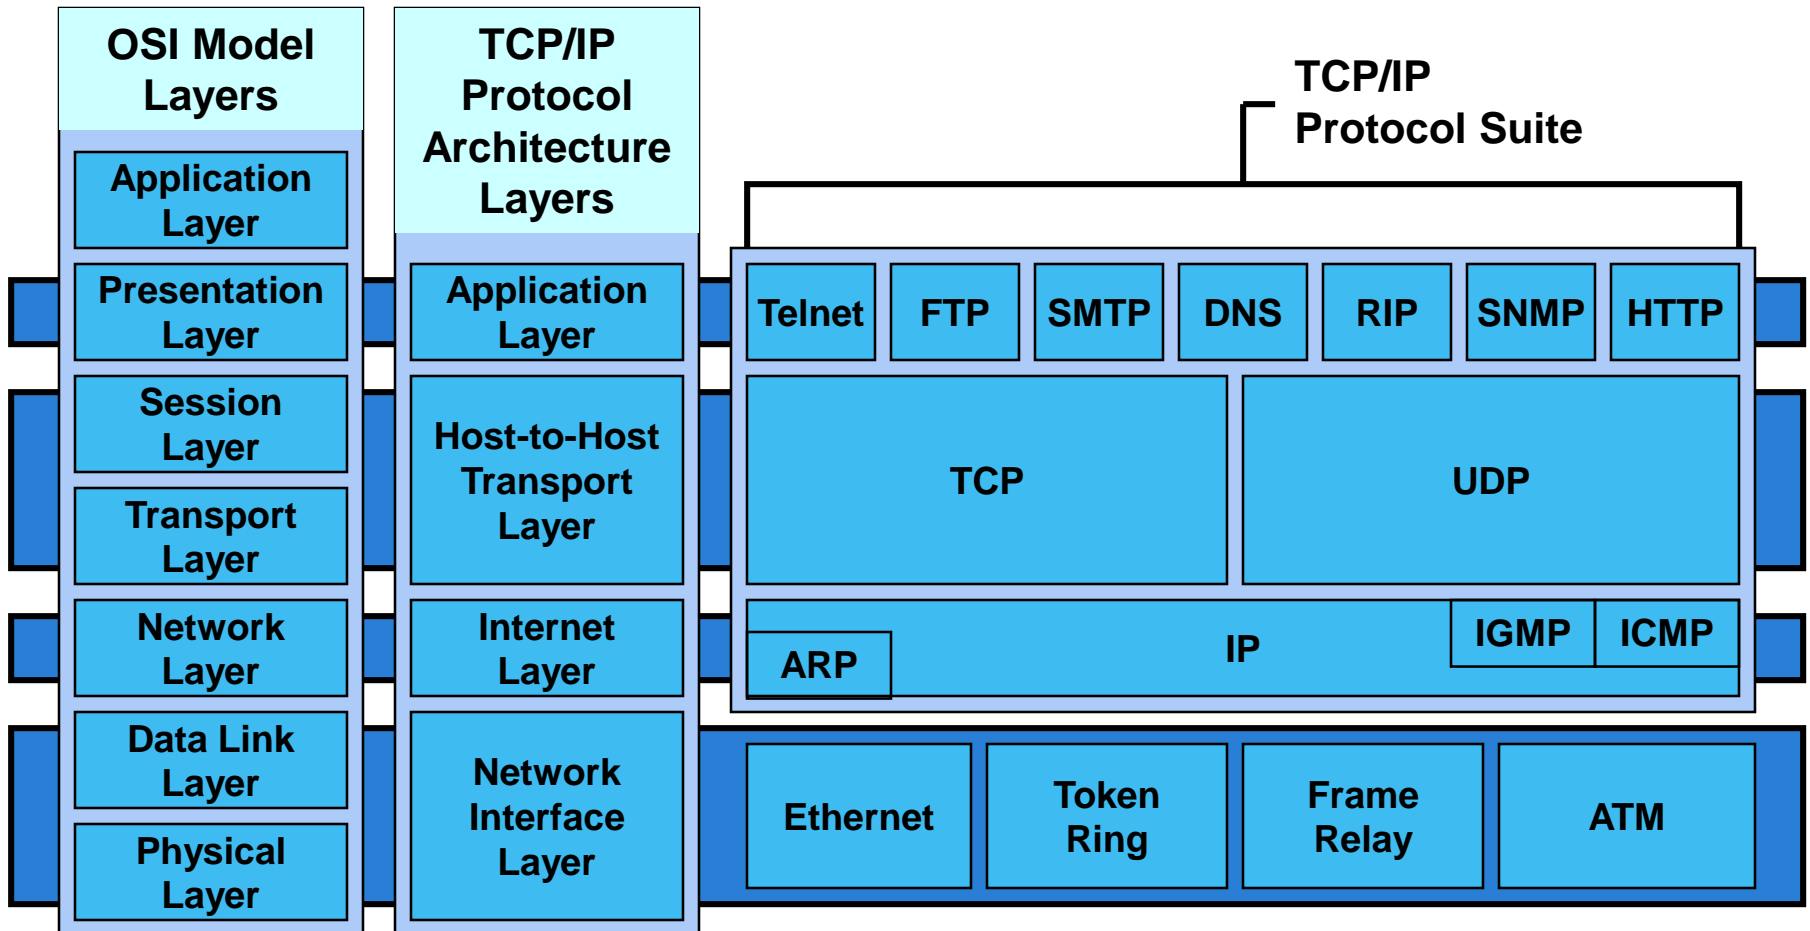 OSI Model
Layers
Application
Layer
Presentation
Layer
Session
Layer
Transport
Layer
Network
Layer
Data Link
Layer
Physical
Layer
TCP/IP
Protocol
Architecture
Layers
Application
Layer
Host-to-Host
Transport
Layer
Internet
Layer
Network
Interface
Layer
TCP/IP
Protocol Suite
Telnet
FTP
SMTP
DNS
RIP
SNMP
HTTP
TCP
UDP
ARP
IP
IGMP
ICMP
Ethernet
Token
Ring
Frame
Relay
ATM